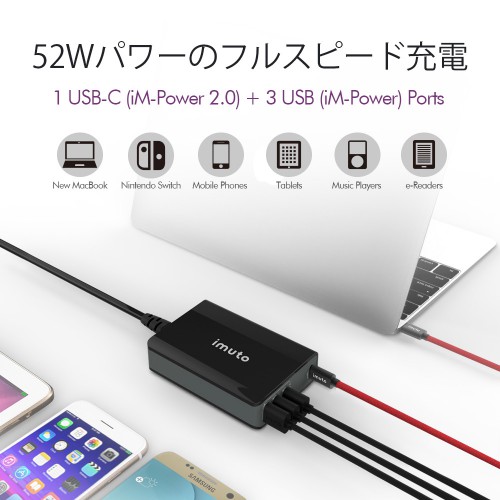 52Wパワーのフルスピード充電
1 USB-C (iM-Power 2.0) + 3 USB (iM-Power) Ports
New MacBook
Nintendo Switch
Mobile Phones
Tablets
Music Players
e-Readers
imuto
imuto